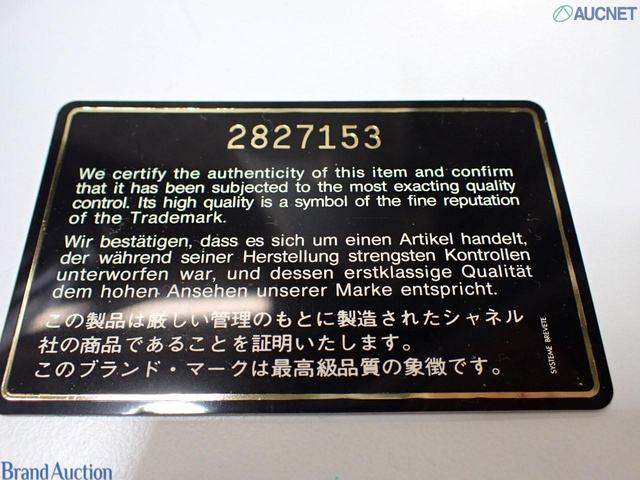 AUCNET
2827153
We certify the authenticity of this item and confirm
that it has been subjected to the most exacting quality
control. Its high quality is a symbol of the fine reputation
of the Trademark.
Wir bestätigen, dass es sich um einen Artikel handelt,
der während seiner Herstellung strengsten Kontrollen
unterworfen war, und dessen erstklassige Qualität
dem hohen Ansehen unserer Marke entspricht.
この製品は厳しい管理のもとに製造されたシャネル
社の商品であることを証明いたします。
このブランド・マークは最高級品質の象徴です。
SYSTEME BREVETE
Brand Auction